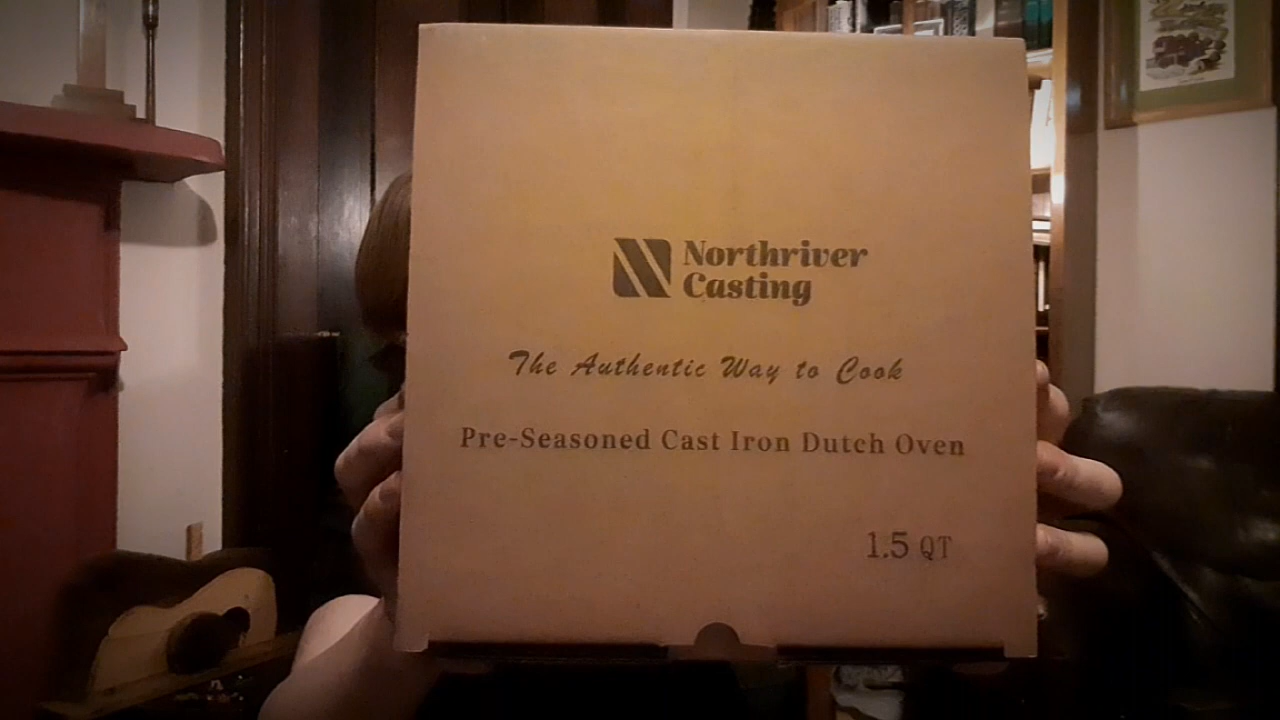 Northriver
Casting
The Authentic Way to Cook
Pre-Seasoned Cast Iron Dutch Oven
1.5 QT